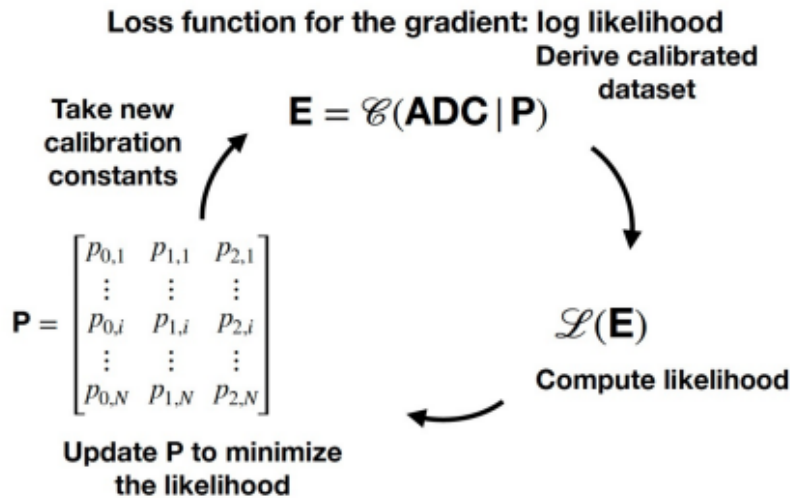 Loss function for the gradient: log likelihood
Derive calibrated
dataset
Take new
calibration
constants
E = 𝒞(ADC | P)
P = [p₀,₁ p₁,₁ p₂,₁
⋮ ⋮ ⋮
p₀,ᵢ p₁,ᵢ p₂,ᵢ
⋮ ⋮ ⋮
p₀,N p₁,N p₂,N]
ℒ(E)
Compute likelihood
Update P to minimize
the likelihood